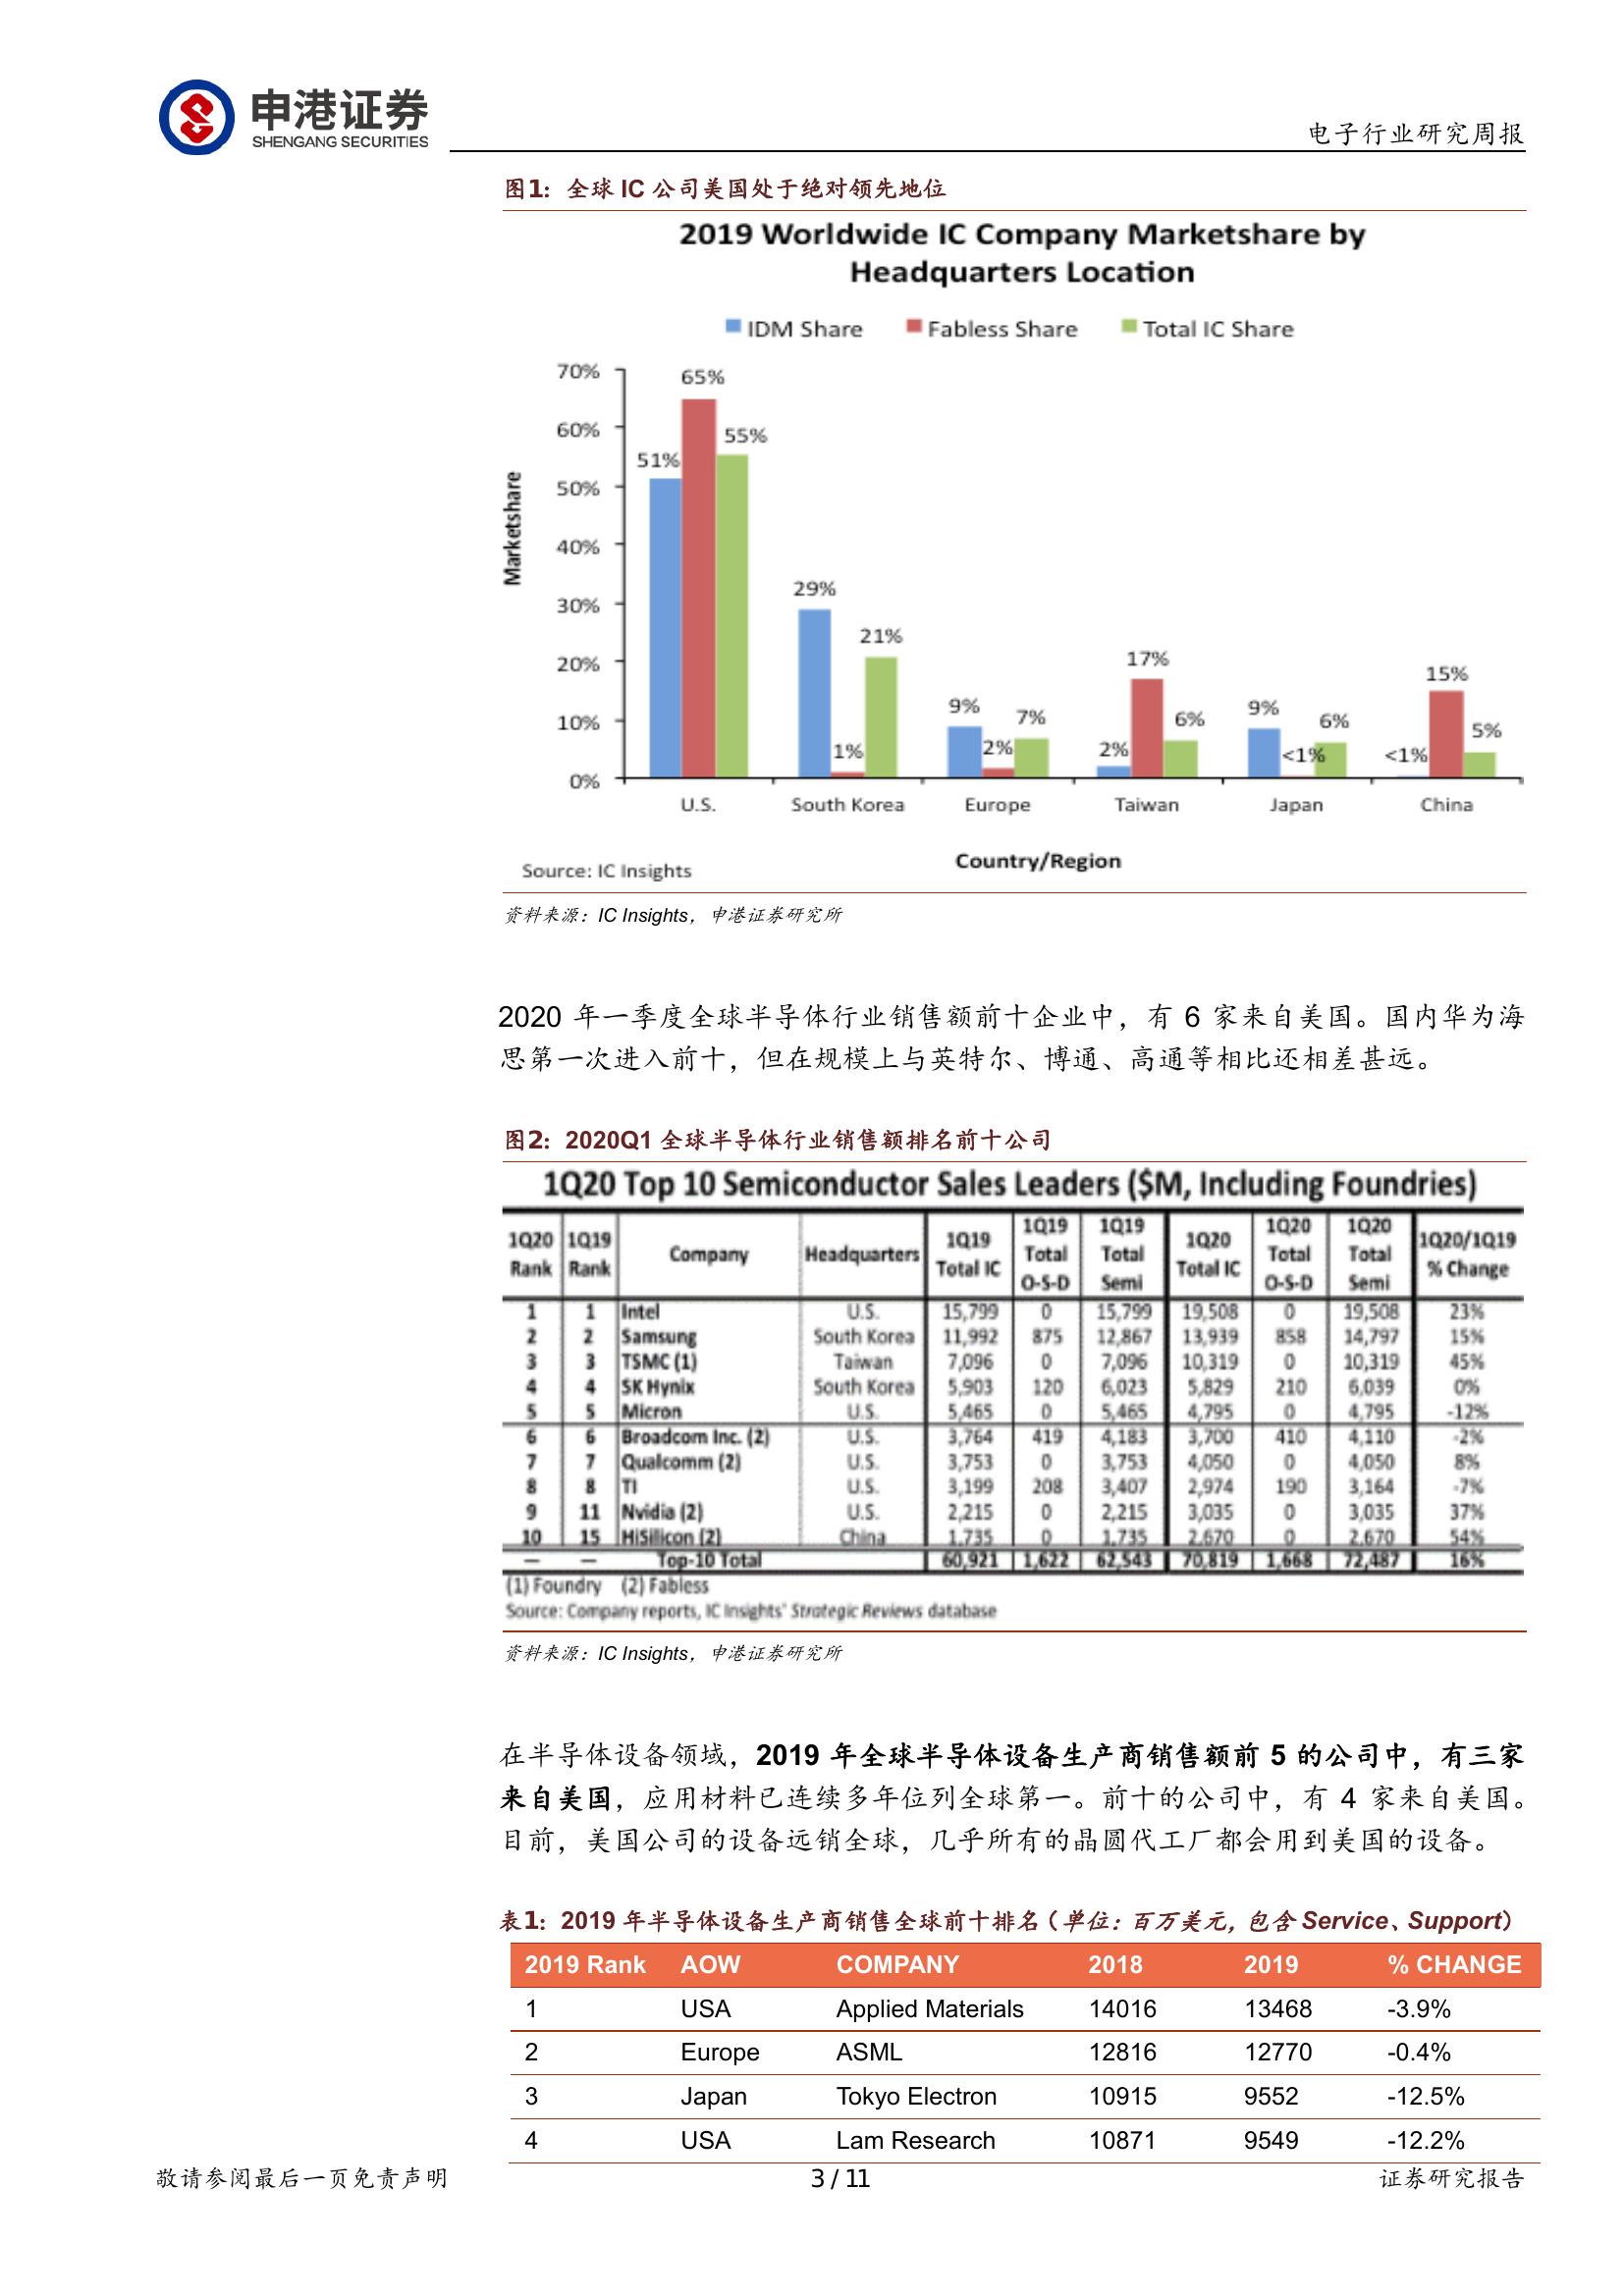 申港证券
SHENGANG SECURITIES
电子行业研究周报
图1：全球 IC 公司美国处于绝对领先地位
2019 Worldwide IC Company Marketshare by
Headquarters Location
IDM Share Fabless Share Total IC Share
Marketshare
70%
60%
50%
40%
30%
20%
10%
0%
51% 65% 55%
29% 1% 21%
9% 2% 7%
2% 17% 6%
9% <1% 6%
<1% 15% 5%
U.S. South Korea Europe Taiwan Japan China
Country/Region
Source: IC Insights
资料来源：IC Insights，申港证券研究所
2020 年一季度全球半导体行业销售额前十企业中，有 6 家来自美国。国内华为海
思第一次进入前十，但在规模上与英特尔、博通、高通等相比还相差甚远。
图2：2020Q1 全球半导体行业销售额排名前十公司
1Q20 Top 10 Semiconductor Sales Leaders ($M, Including Foundries)
1Q20 Rank 1Q19 Rank Company Headquarters 1Q19 Total IC 1Q19 Total O-S-D 1Q19 Total Semi 1Q20 Total IC 1Q20 Total O-S-D 1Q20 Total Semi 1Q20/1Q19 % Change
1 1 Intel U.S. 15,799 0 15,799 19,508 0 19,508 23%
2 2 Samsung South Korea 11,992 875 12,867 13,939 858 14,797 15%
3 3 TSMC (1) Taiwan 7,096 0 7,096 10,319 0 10,319 45%
4 4 SK Hynix South Korea 5,903 120 6,023 5,829 210 6,039 0%
5 5 Micron U.S. 5,465 0 5,465 4,795 0 4,795 -12%
6 6 Broadcom Inc. (2) U.S. 3,764 419 4,183 3,700 410 4,110 -2%
7 7 Qualcomm (2) U.S. 3,753 0 3,753 4,050 0 4,050 8%
8 8 TI U.S. 3,199 208 3,407 2,974 190 3,164 -7%
9 11 Nvidia (2) U.S. 2,215 0 2,215 3,035 0 3,035 37%
10 15 HiSilicon (2) China 1,735 0 1,735 2,670 0 2,670 54%
— — Top-10 Total 60,921 1,622 62,543 70,819 1,668 72,487 16%
(1) Foundry (2) Fabless
Source: Company reports, IC Insights' Strategic Reviews database
资料来源：IC Insights，申港证券研究所
在半导体设备领域，2019 年全球半导体设备生产商销售额前 5 的公司中，有三家
来自美国，应用材料已连续多年位列全球第一。前十的公司中，有 4 家来自美国。
目前，美国公司的设备远销全球，几乎所有的晶圆代工厂都会用到美国的设备。
表1：2019 年半导体设备生产商销售全球前十排名（单位：百万美元，包含 Service、Support）
2019 Rank AOW COMPANY 2018 2019 % CHANGE
1 USA Applied Materials 14016 13468 -3.9%
2 Europe ASML 12816 12770 -0.4%
3 Japan Tokyo Electron 10915 9552 -12.5%
4 USA Lam Research 10871 9549 -12.2%
敬请参阅最后一页免责声明 3 / 11 证券研究报告